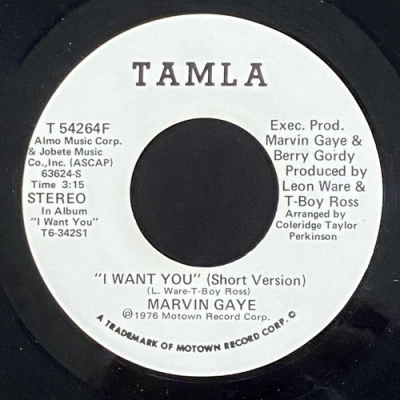 TAMLA
T 54264F
Almo Music Corp.
& Jobete Music
Co., Inc. (ASCAP)
63624-S
Time 3:15
STEREO
In Album
"I Want You"
T6-342S1
Exec. Prod.
Marvin Gaye &
Berry Gordy
Produced by
Leon Ware &
T-Boy Ross
Arranged by
Coleridge Taylor
Perkinson
"I WANT YOU" (Short Version)
(L. Ware-T-Boy Ross)
MARVIN GAYE
℗1976 Motown Record Corp.
A TRADEMARK OF MOTOWN RECORD CORP. ©